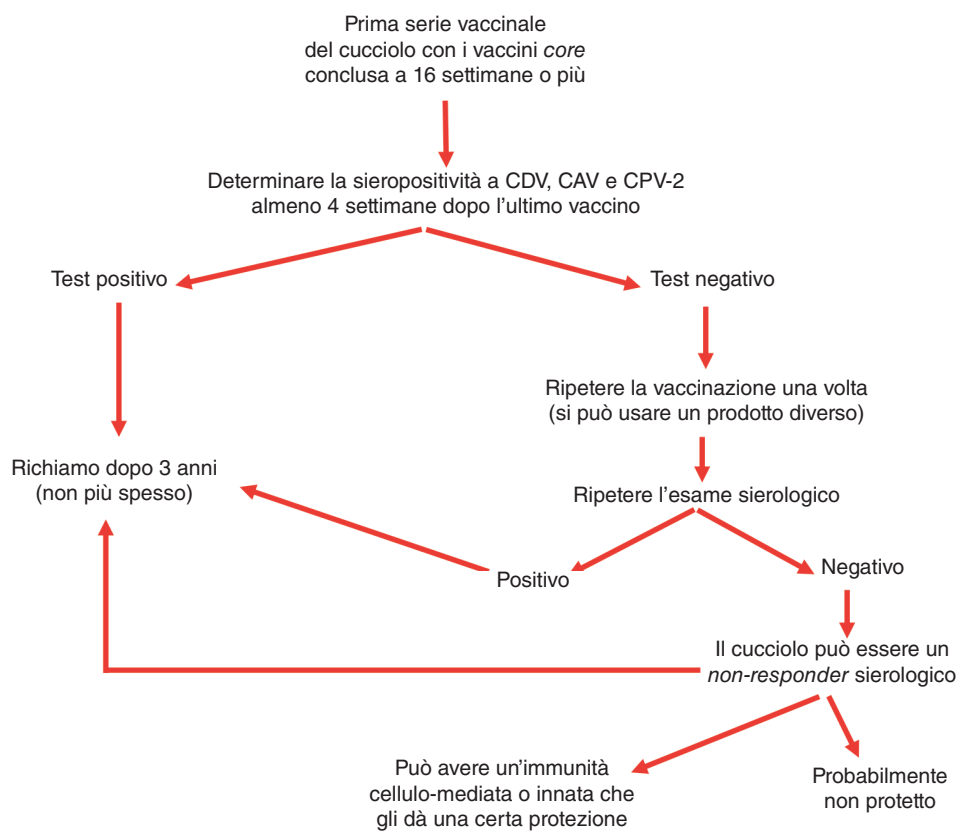 Prima serie vaccinale
del cucciolo con i vaccini core
conclusa a 16 settimane o più
Determinare la sieropositività a CDV, CAV e CPV-2
almeno 4 settimane dopo l’ultimo vaccino
Test positivo
Test negativo
Ripetere la vaccinazione una volta
(si può usare un prodotto diverso)
Richiamo dopo 3 anni
(non più spesso)
Ripetere l’esame sierologico
Positivo
Negativo
Il cucciolo può essere un
non-responder sierologico
Può avere un’immunità
cellulo-mediata o innata che
gli dà una certa protezione
Probabilmente
non protetto